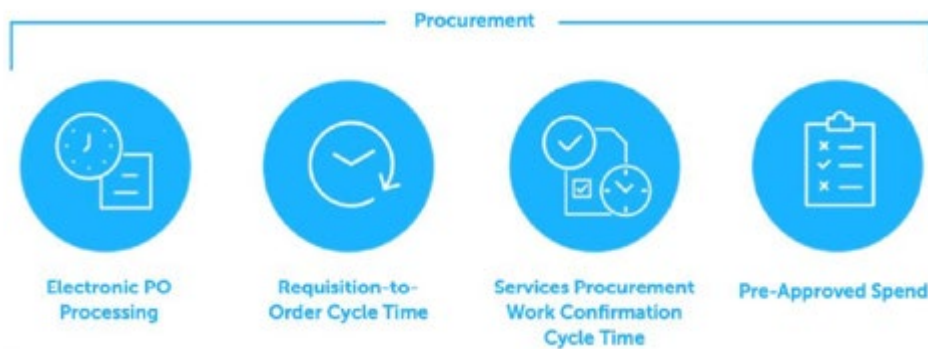 Procurement
Electronic PO
Processing
Requisition-to-
Order Cycle Time
Services Procurement
Work Confirmation
Cycle Time
Pre-Approved Spend